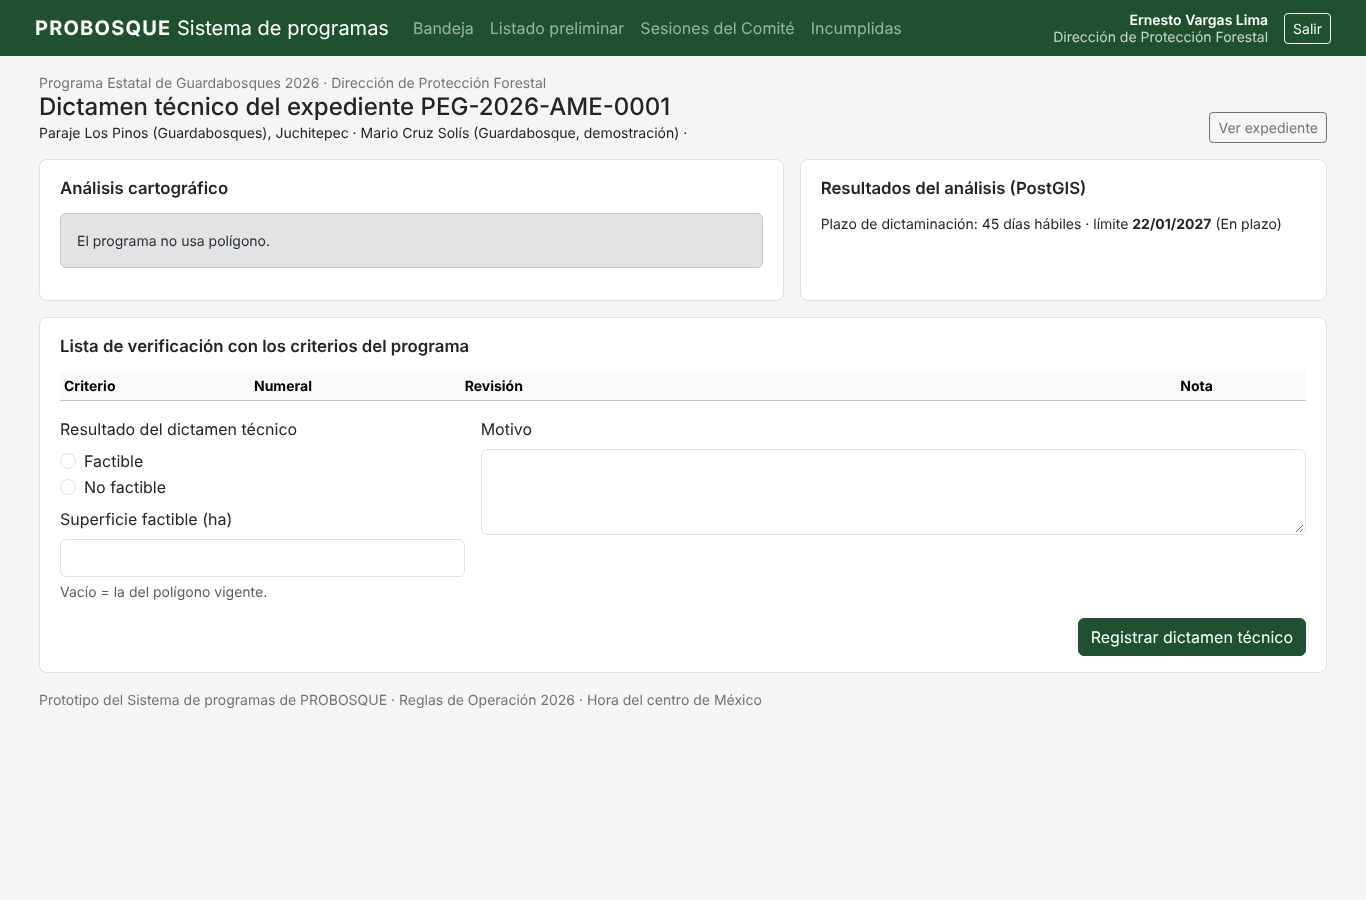 PROBOSQUE Sistema de programas
Bandeja
Listado preliminar
Sesiones del Comité
Incumplidas
Ernesto Vargas Lima
Dirección de Protección Forestal
Salir
Programa Estatal de Guardabosques 2026 · Dirección de Protección Forestal
Dictamen técnico del expediente PEG-2026-AME-0001
Paraje Los Pinos (Guardabosques), Juchitepec · Mario Cruz Solís (Guardabosque, demostración) ·
Ver expediente
Análisis cartográfico
El programa no usa polígono.
Resultados del análisis (PostGIS)
Plazo de dictaminación: 45 días hábiles · límite 22/01/2027 (En plazo)
Lista de verificación con los criterios del programa
Criterio Numeral Revisión Nota
Resultado del dictamen técnico
Factible
No factible
Superficie factible (ha)
Vacío = la del polígono vigente.
Motivo
Registrar dictamen técnico
Prototipo del Sistema de programas de PROBOSQUE · Reglas de Operación 2026 · Hora del centro de México